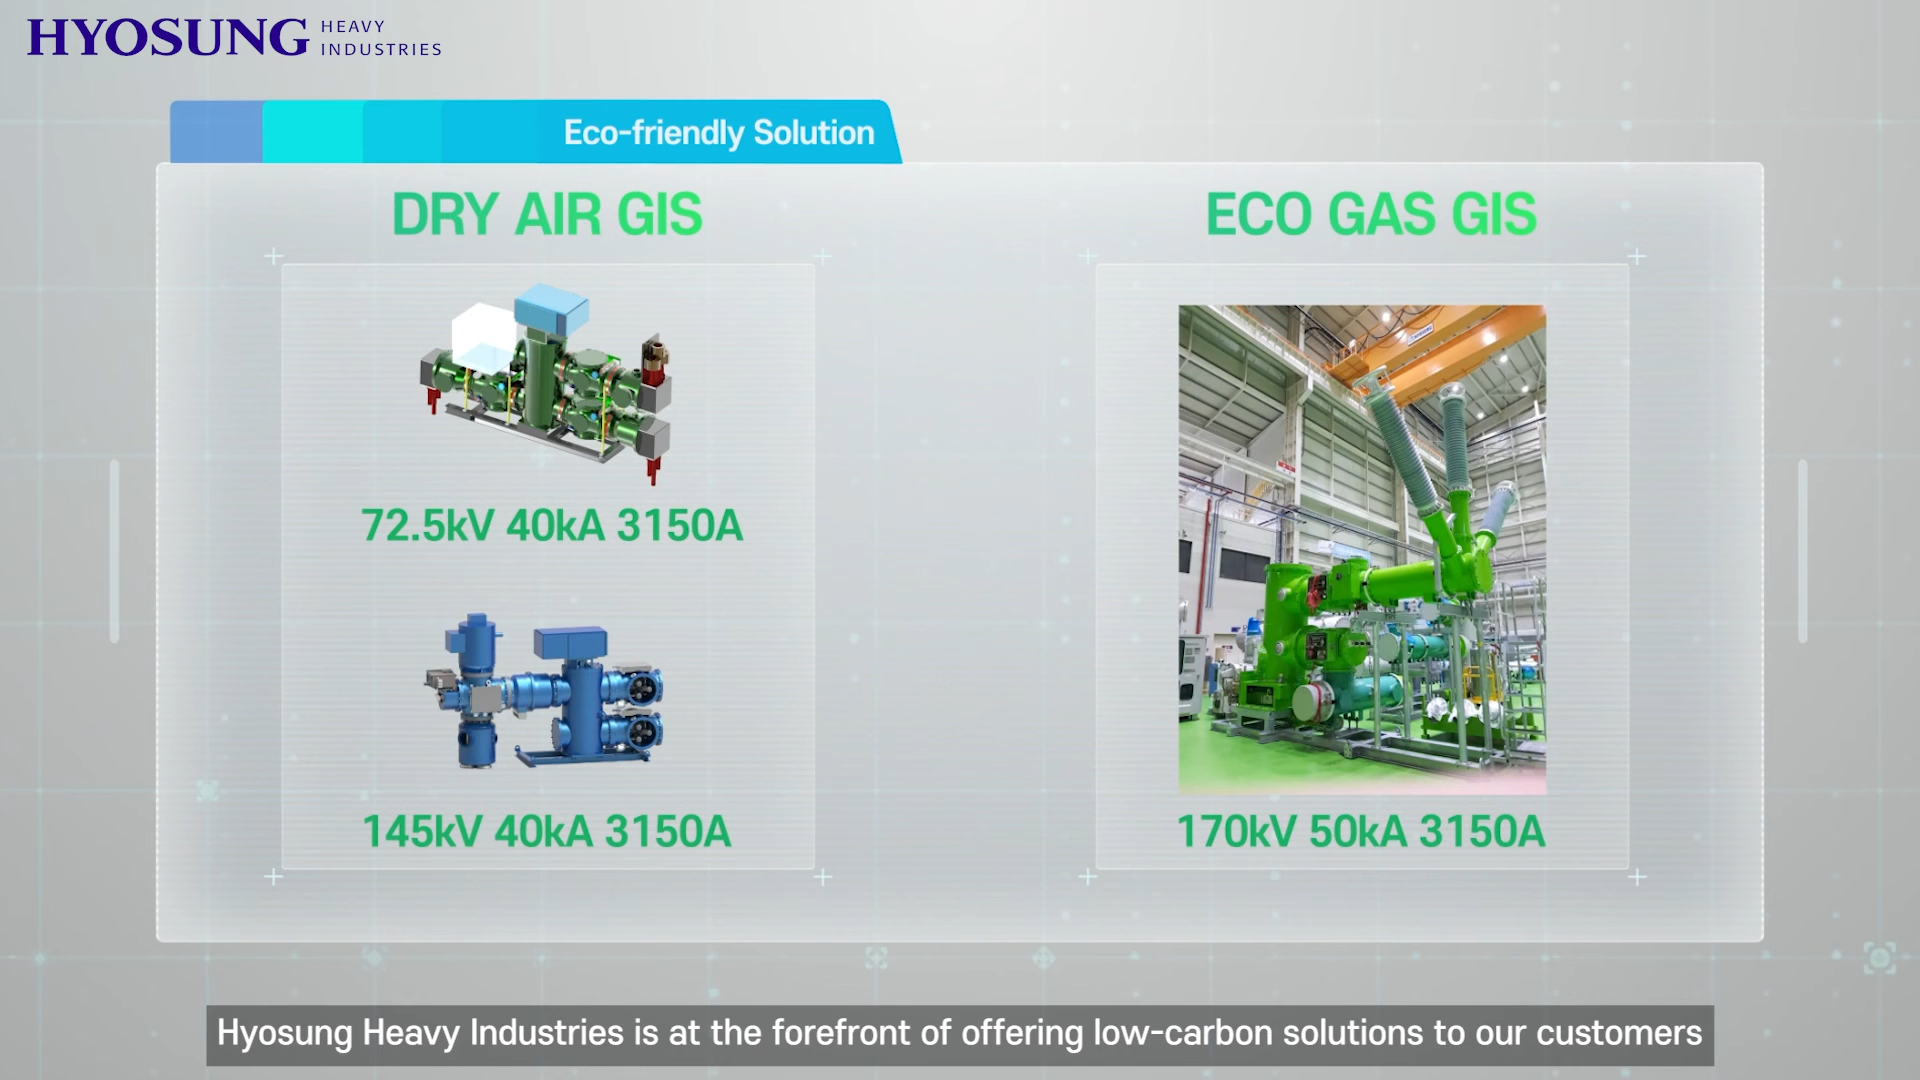 HYOSUNG HEAVY INDUSTRIES
Eco-friendly Solution
DRY AIR GIS
72.5kV 40kA 3150A
145kV 40kA 3150A
ECO GAS GIS
170kV 50kA 3150A
Hyosung Heavy Industries is at the forefront of offering low-carbon solutions to our customers